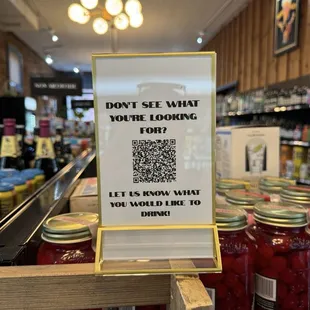 DON'T SEE WHAT
YOU'RE LOOKING
FOR?
LET US KNOW WHAT
YOU WOULD LIKE TO
DRINK!